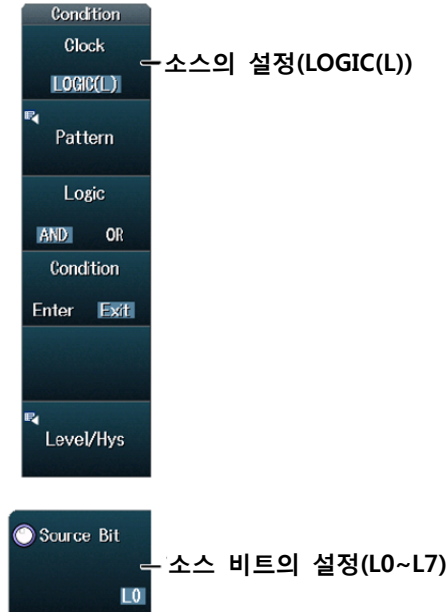 Condition
Clock
LOGIC(L)
소스의 설정(LOGIC(L))
Pattern
Logic
AND OR
Condition
Enter Exit
Level/Hys
Source Bit
소스 비트의 설정(L0~L7)
L0